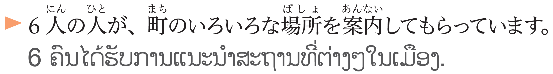 6人の人が、町のいろいろな場所を案内してもらっています。
6 ຄົນໄດ້ຮັບການແນະນຳສະຖານທີ່ຕ່າງໆໃນເມືອງ.